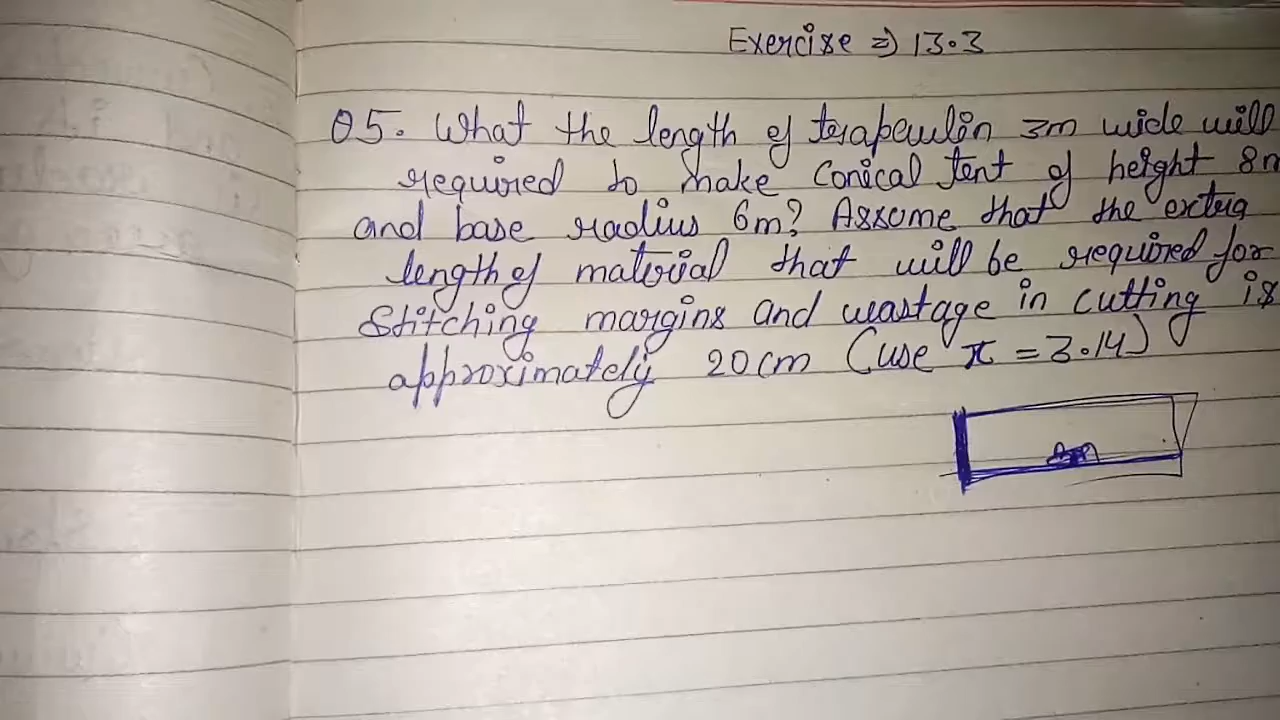 Exercise ⇒ 13.3
Q5. What the length of terapaulin 3m wide will
required to make conical tent of height 8m
and base radius 6m? Assume that the extra
length of material that will be required for
stitching margins and wastage in cutting is
approximately 20cm (use π = 3.14)